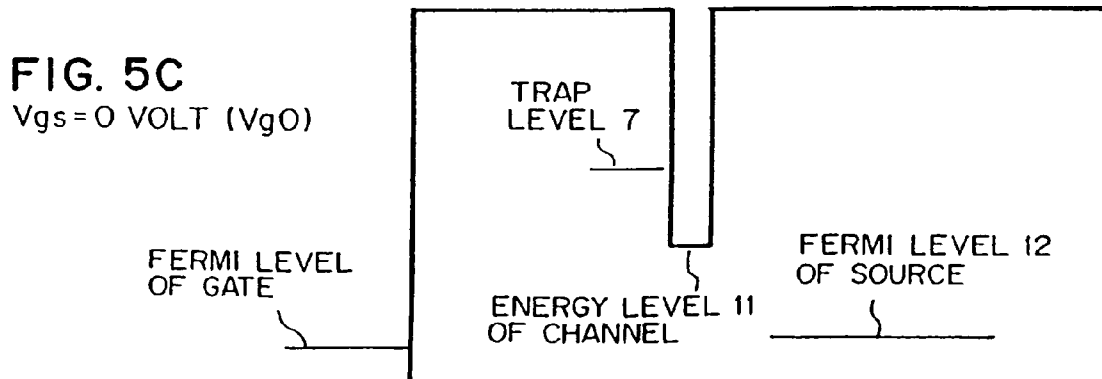 FIG. 5C
Vgs = 0 VOLT (Vg0)
TRAP
LEVEL 7
FERMI LEVEL
OF GATE
ENERGY LEVEL 11
OF CHANNEL
FERMI LEVEL 12
OF SOURCE